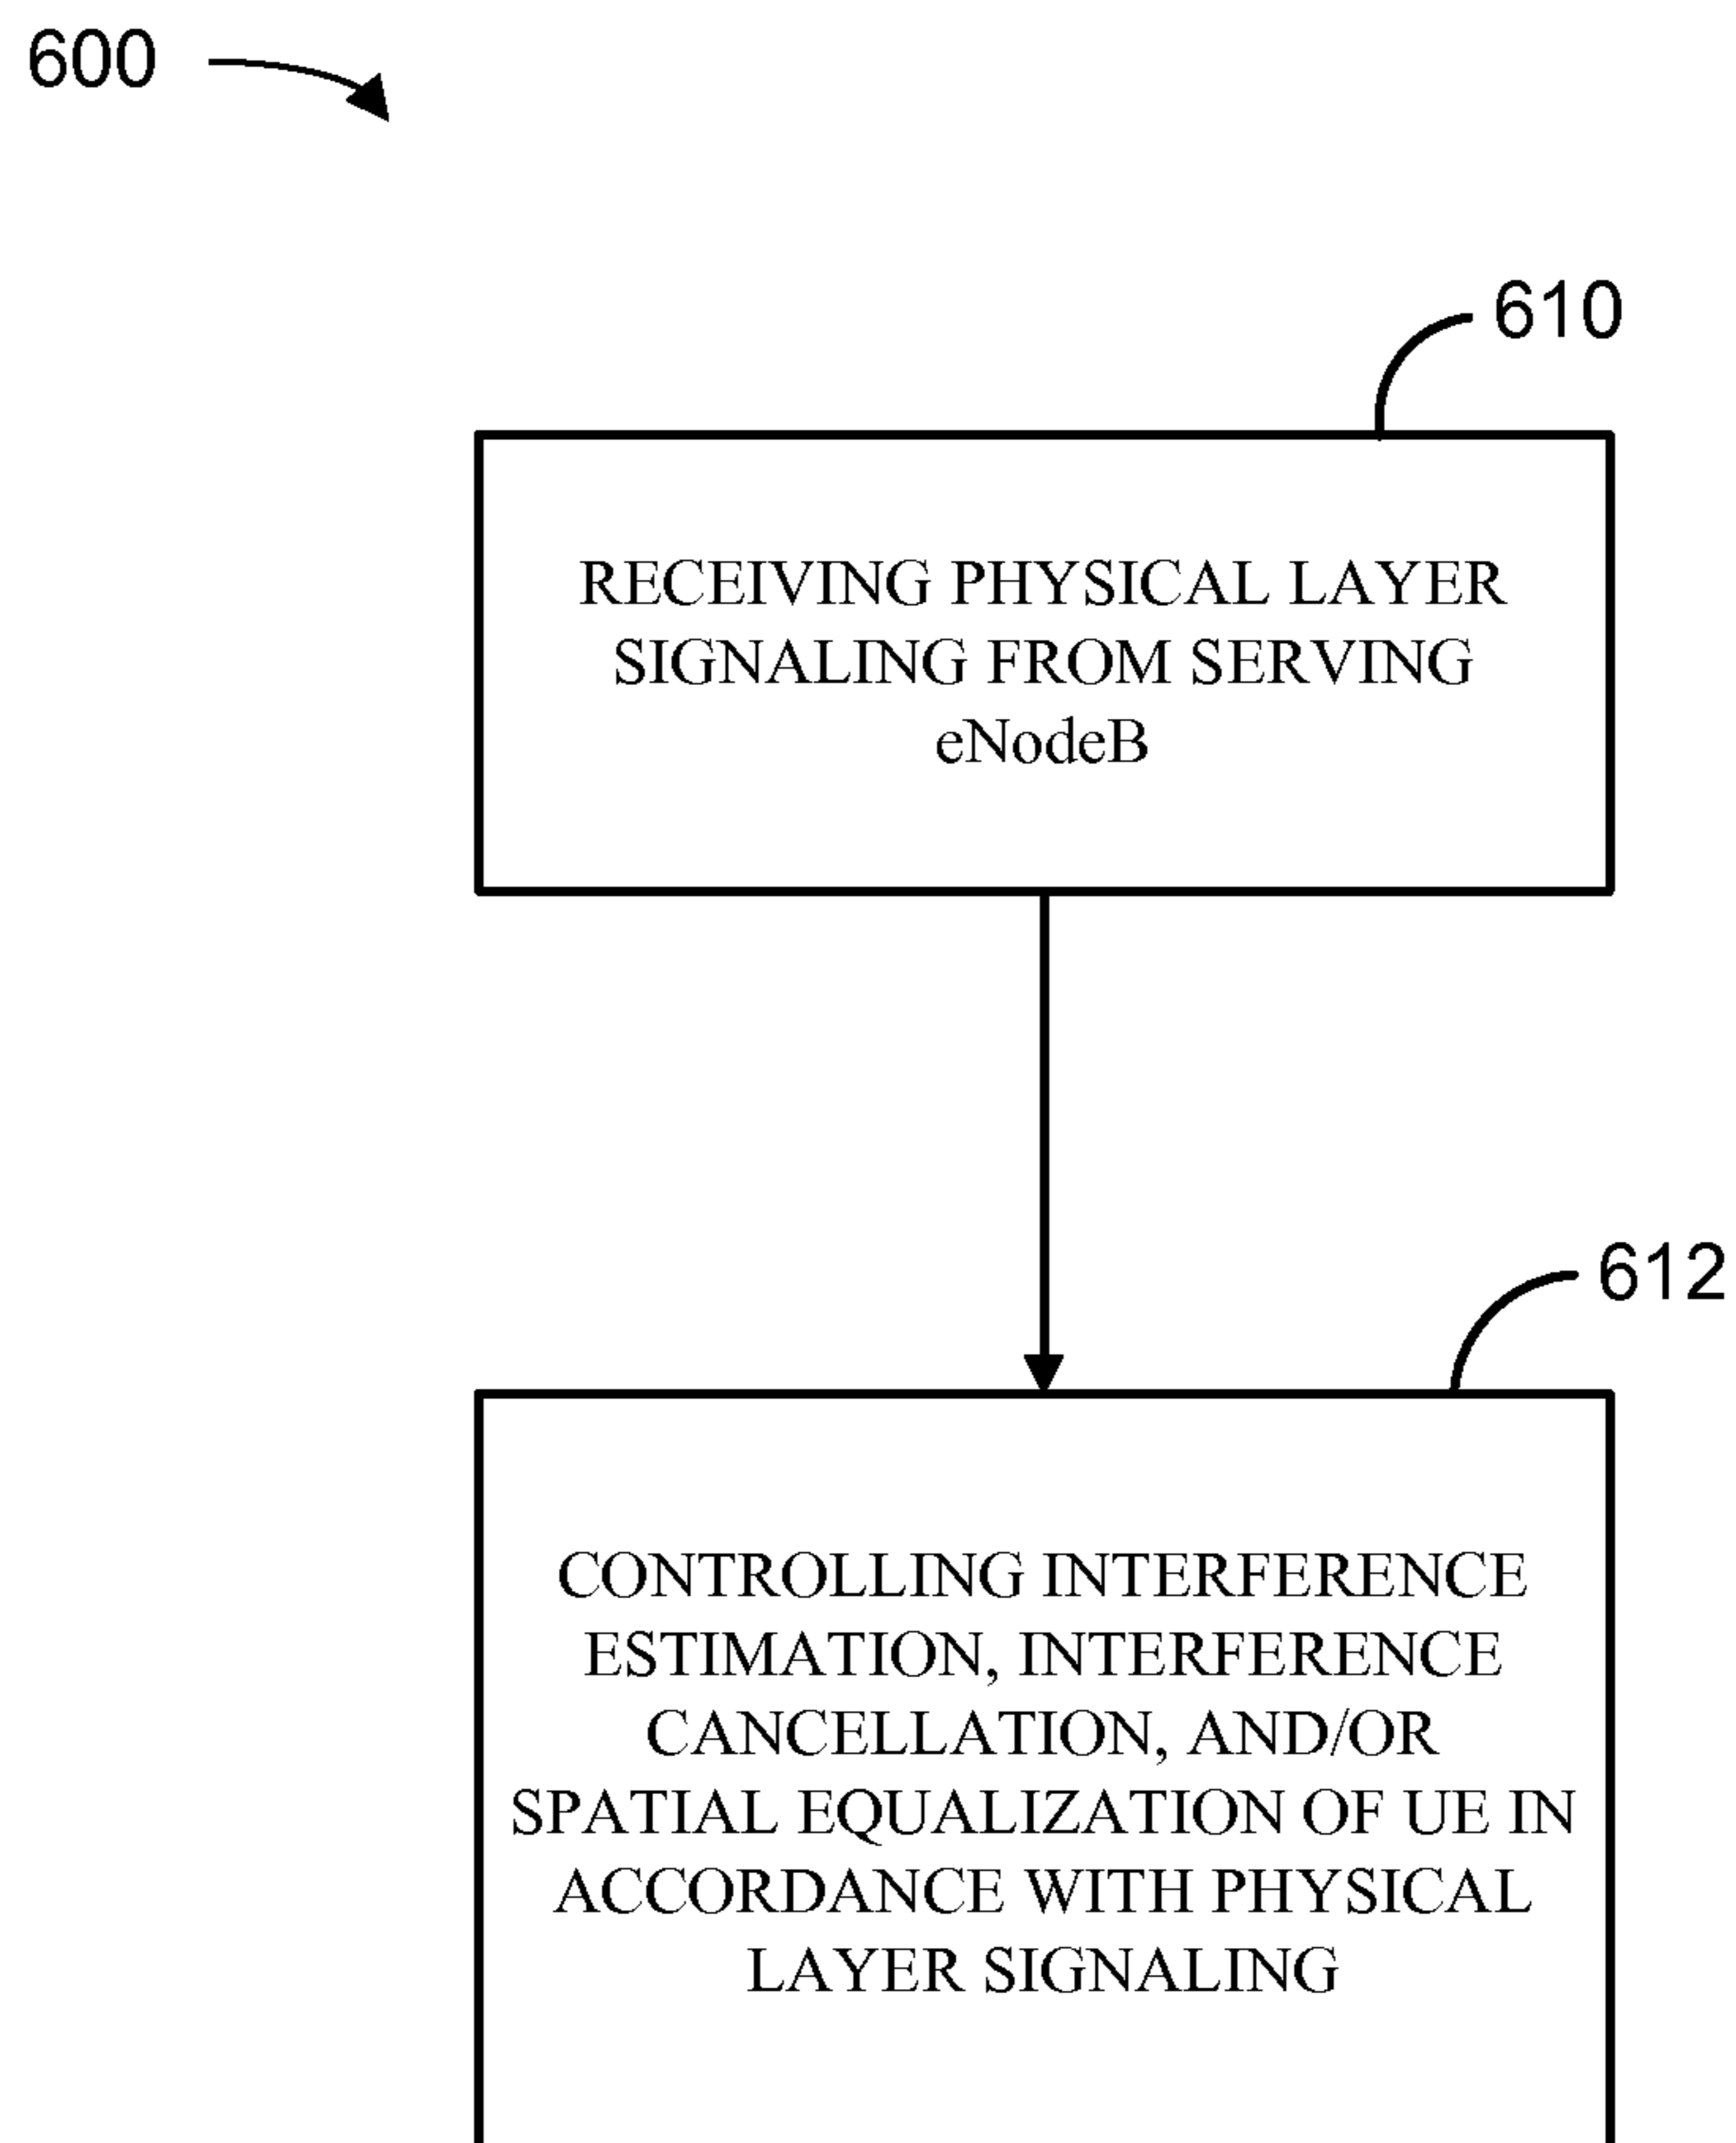 600
610
RECEIVING PHYSICAL LAYER
SIGNALING FROM SERVING
eNodeB
612
CONTROLLING INTERFERENCE
ESTIMATION, INTERFERENCE
CANCELLATION, AND/OR
SPATIAL EQUALIZATION OF UE IN
ACCORDANCE WITH PHYSICAL
LAYER SIGNALING